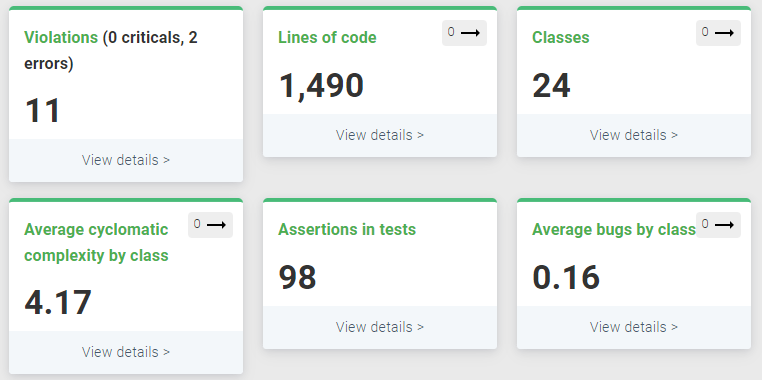 Violations (0 criticals, 2
errors)
11
View details >
Lines of code
0
1,490
View details >
Classes
0
24
View details >
Average cyclomatic
complexity by class
0
4.17
View details >
Assertions in tests
98
View details >
Average bugs by class
0
0.16
View details >